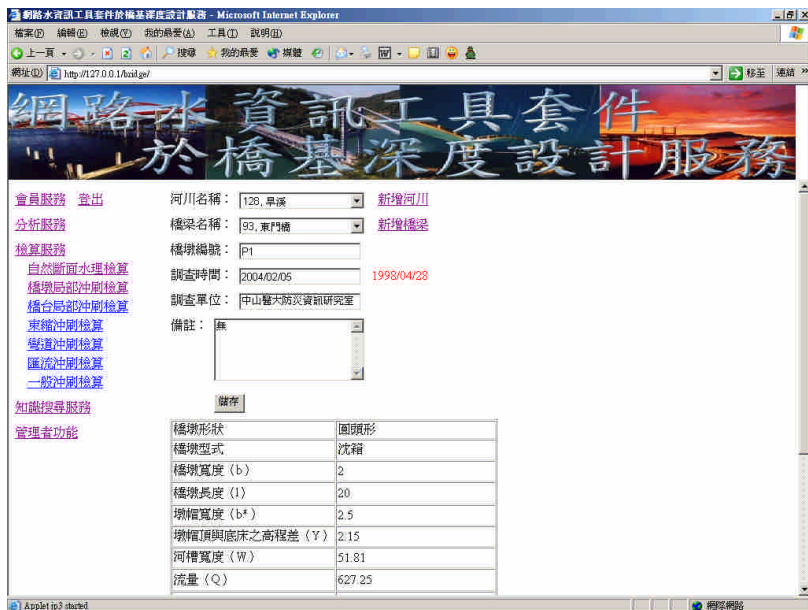 網路水資訊工具套件於橋基深度設計服務 - Microsoft Internet Explorer
檔案(F) 編輯(E) 檢視(V) 我的最愛(A) 工具(T) 說明(H)
上一頁 搜尋 我的最愛 媒體
網址(D) http://127.0.0.1/bridge/ 移至 連結 »
網路水資訊工具套件
於橋基深度設計服務
會員服務 登出
分析服務
檢算服務
自然斷面水理檢算
橋墩局部沖刷檢算
橋台局部沖刷檢算
束縮沖刷檢算
彎道沖刷檢算
匯流沖刷檢算
一般沖刷檢算
知識搜尋服務
管理者功能
河川名稱： 128, 旱溪 新增河川
橋梁名稱： 93, 東門橋 新增橋梁
橋墩編號： P1
調查時間： 2004/02/05 1998/04/28
調查單位： 中山醫大防災資訊研究室
備註： 無
儲存
橋墩形狀 圓頭形
橋墩型式 沈箱
橋墩寬度（b） 2
橋墩長度（l） 20
墩帽寬度（b*） 2.5
墩帽頂與底床之高程差（Y） 2.15
河槽寬度（W） 51.81
流量（Q） 627.25
Applet jp3 started 網際網路